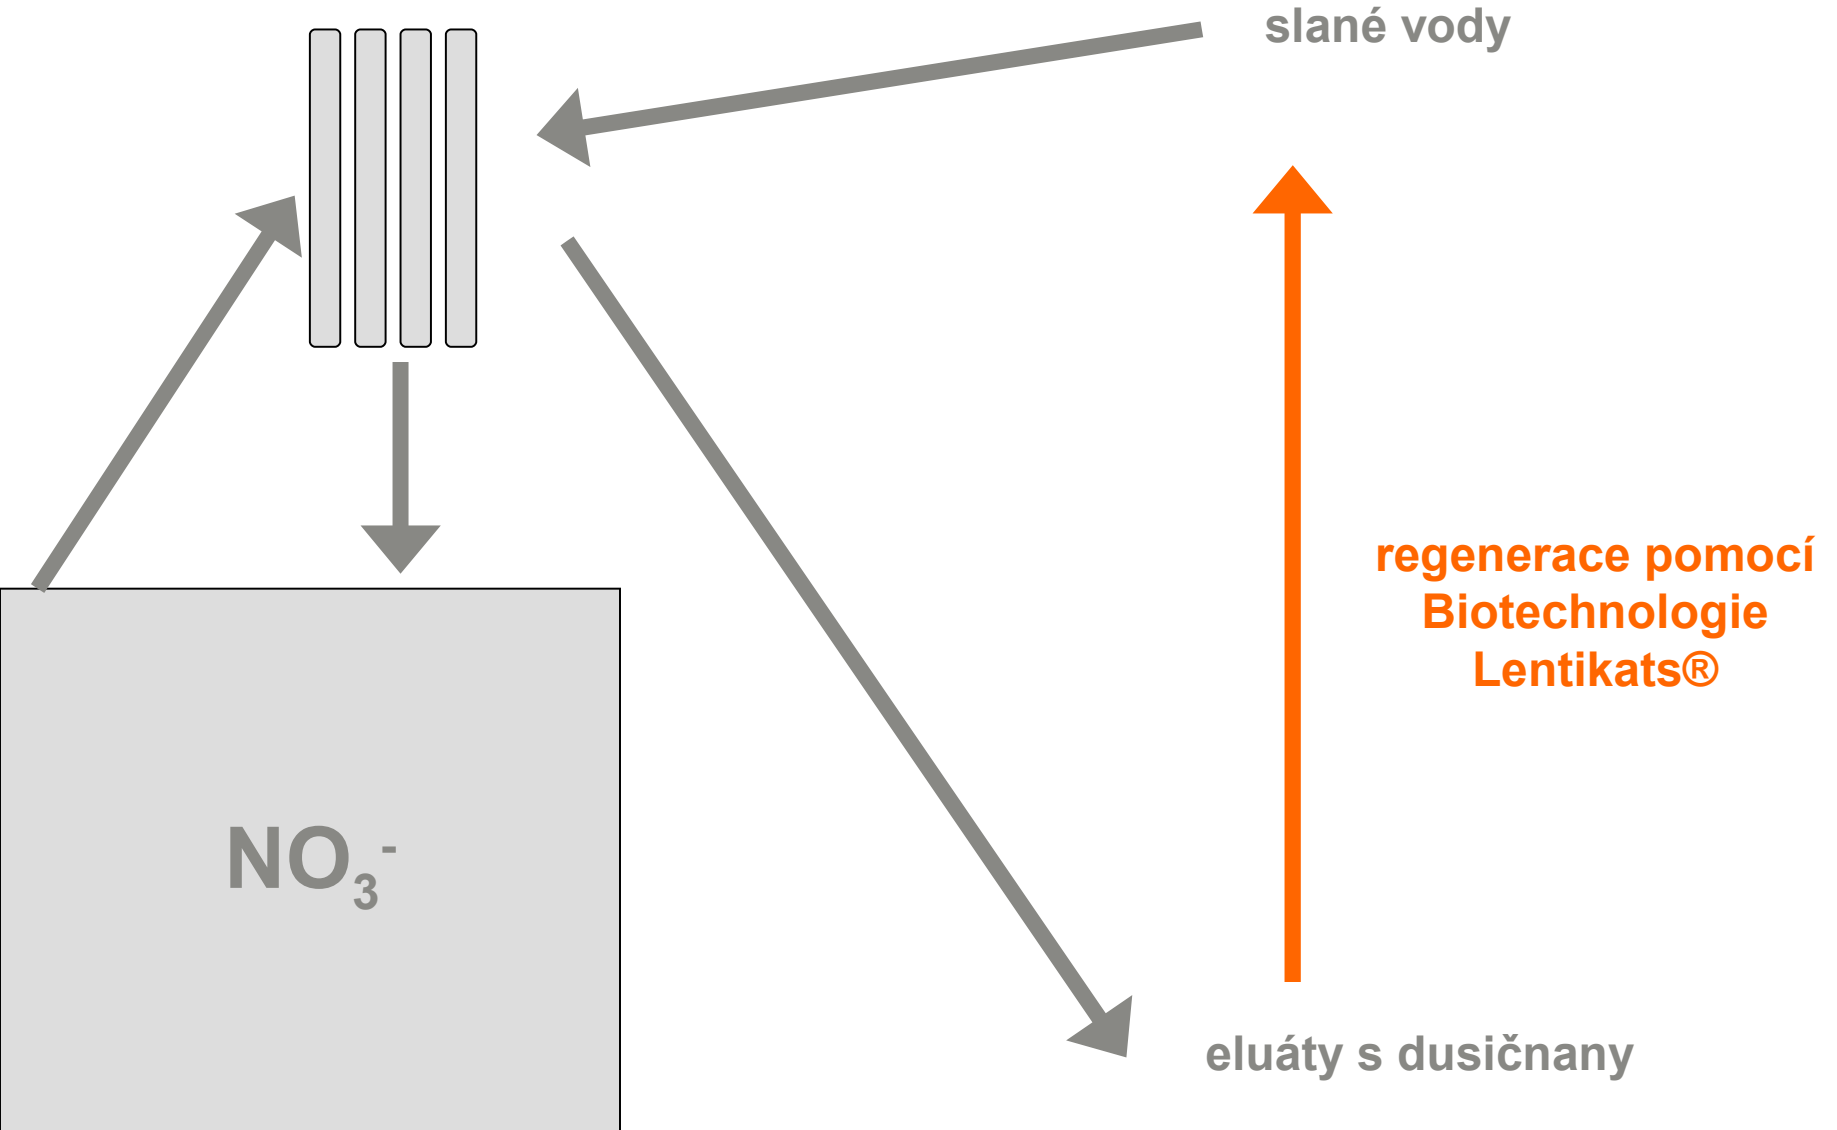 slané vody
regenerace pomocí
Biotechnologie
Lentikats®
NO₃⁻
eluáty s dusičnany